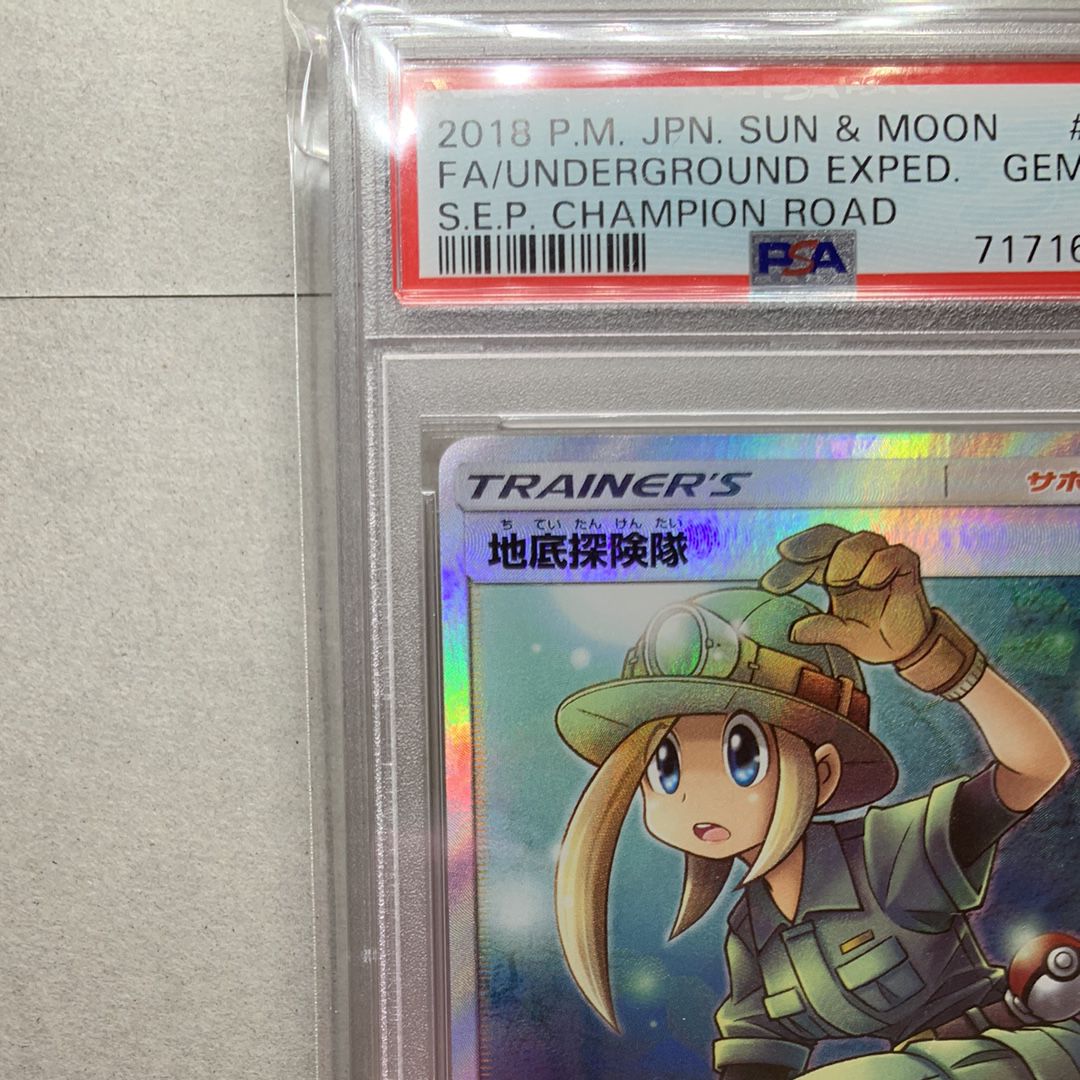 2018 P.M. JPN. SUN & MOON #
FA/UNDERGROUND EXPED. GEM
S.E.P. CHAMPION ROAD
PSA 71716
TRAINER'S サポ
ち てい たん けん たい
地底探険隊